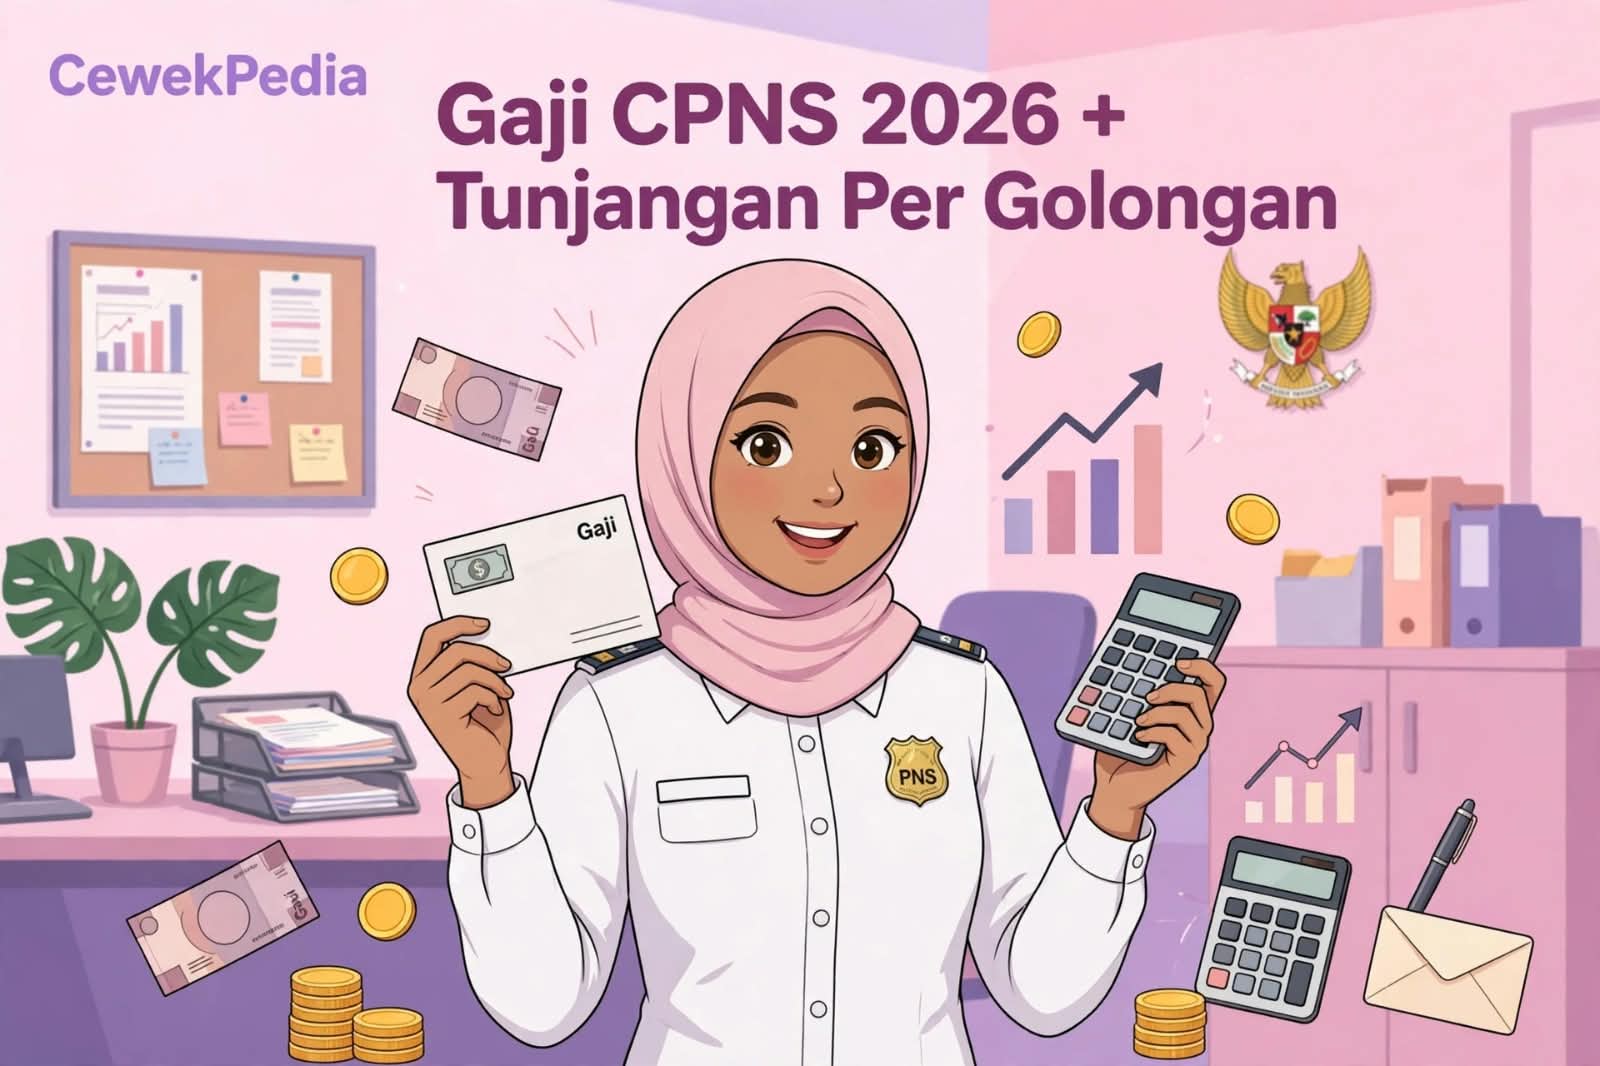 CewekPedia
Gaji CPNS 2026 +
Tunjangan Per Golongan
Gaji
$
PNS